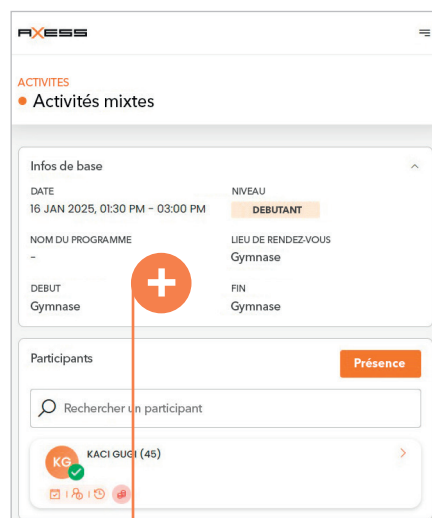 AXESS
ACTIVITES
Activités mixtes
Infos de base
DATE
16 JAN 2025, 01:30 PM - 03:00 PM
NIVEAU
DEBUTANT
NOM DU PROGRAMME
-
LIEU DE RENDEZ-VOUS
Gymnase
DEBUT
Gymnase
FIN
Gymnase
Participants
Présence
Rechercher un participant
KG
KACI GUGI (45)